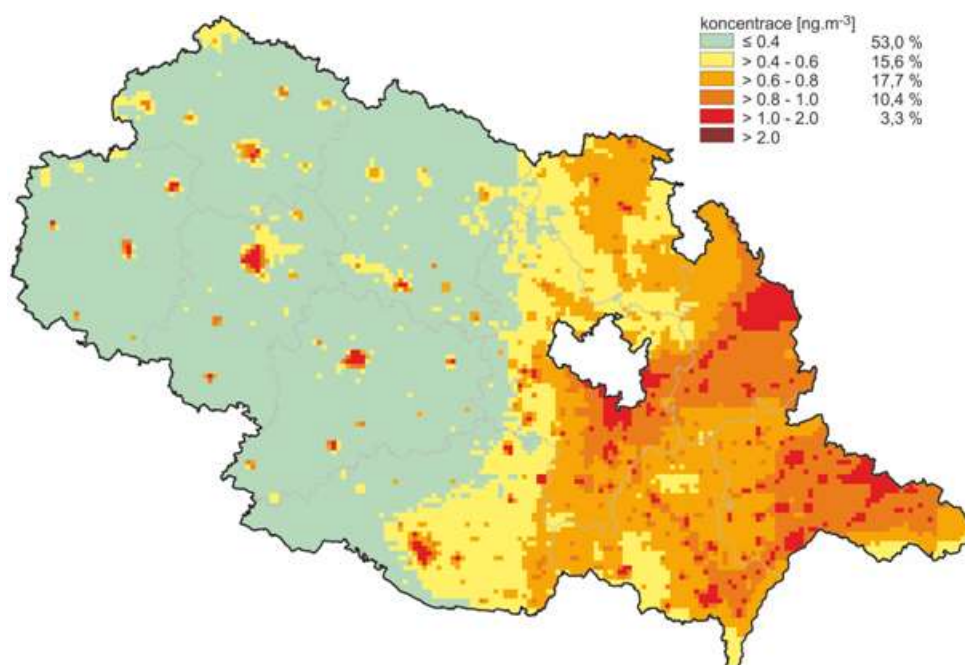 koncentrace [ng.m-3]
≤ 0.4 53,0 %
> 0.4 - 0.6 15,6 %
> 0.6 - 0.8 17,7 %
> 0.8 - 1.0 10,4 %
> 1.0 - 2.0 3,3 %
> 2.0